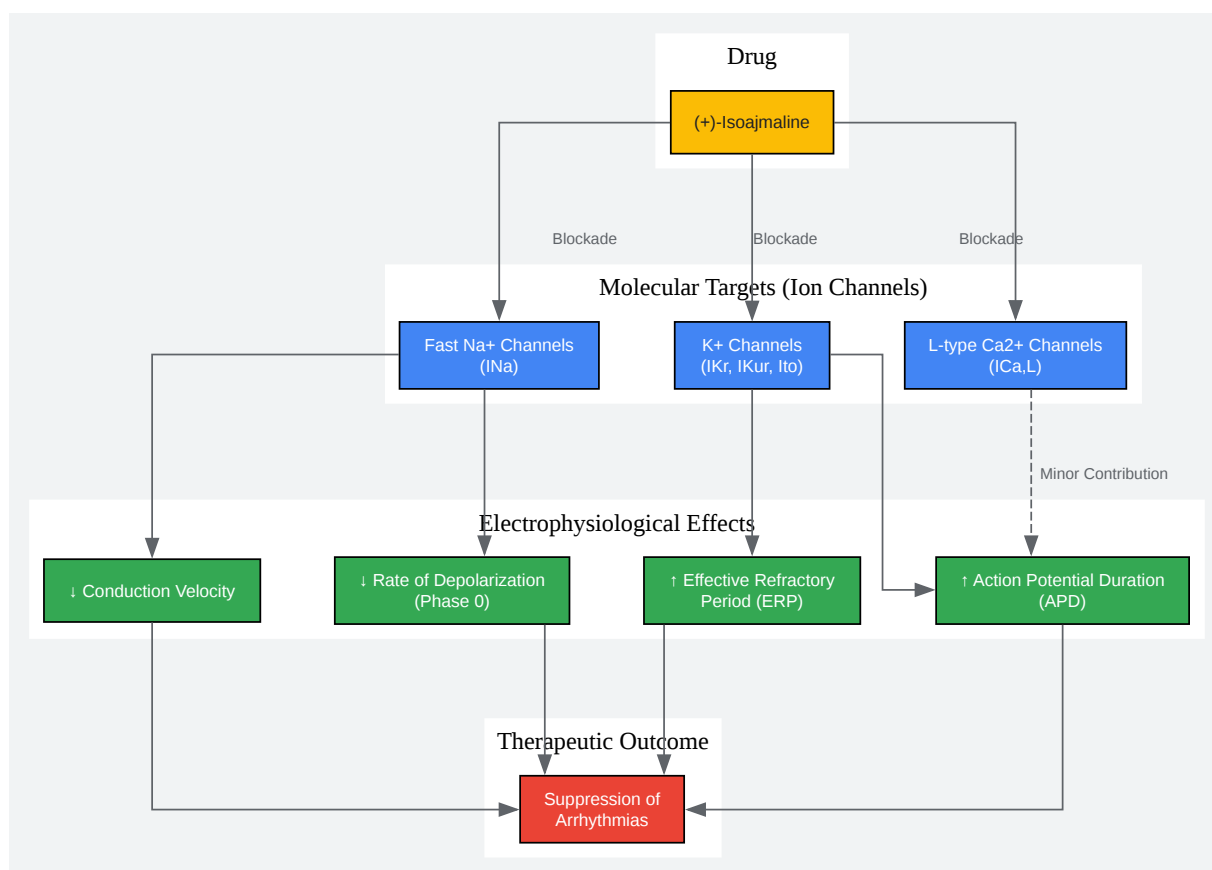 Drug
(+)-Isoajmaline
Blockade
Blockade
Blockade
Molecular Targets (Ion Channels)
Fast Na+ Channels
(INa)
K+ Channels
(IKr, IKur, Ito)
L-type Ca2+ Channels
(ICa,L)
Minor Contribution
Electrophysiological Effects
↓ Conduction Velocity
↓ Rate of Depolarization
(Phase 0)
↑ Effective Refractory
Period (ERP)
↑ Action Potential Duration
(APD)
Therapeutic Outcome
Suppression of
Arrhythmias